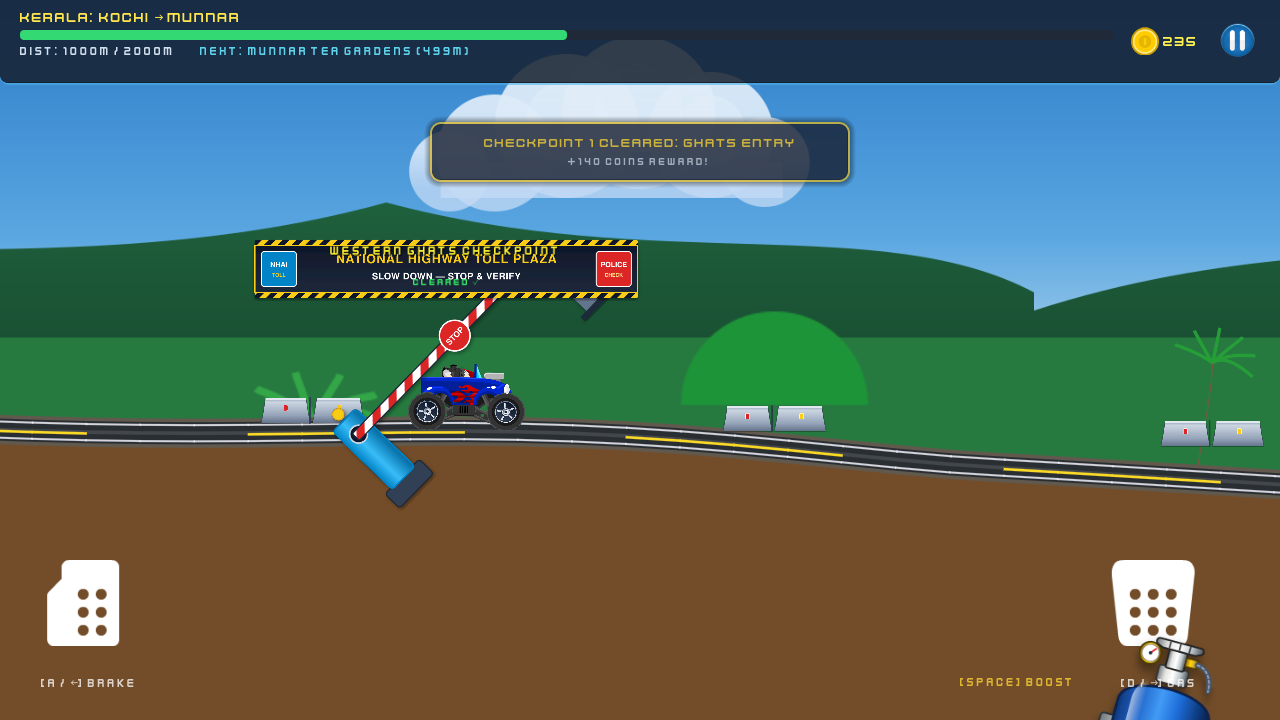 KERALA: KOCHI → MUNNAR
DIST: 1000M / 2000M
NEXT: MUNNAR TEA GARDENS (499M)
235
CHECKPOINT 1 CLEARED: GHATS ENTRY
+140 COINS REWARD!
WESTERN GHATS CHECKPOINT
NATIONAL HIGHWAY TOLL PLAZA
NHAI
TOLL
SLOW DOWN — STOP & VERIFY
CLEARED ✓
POLICE
CHECK
STOP
[A / ←] BRAKE
[SPACE] BOOST
[D / →] GAS